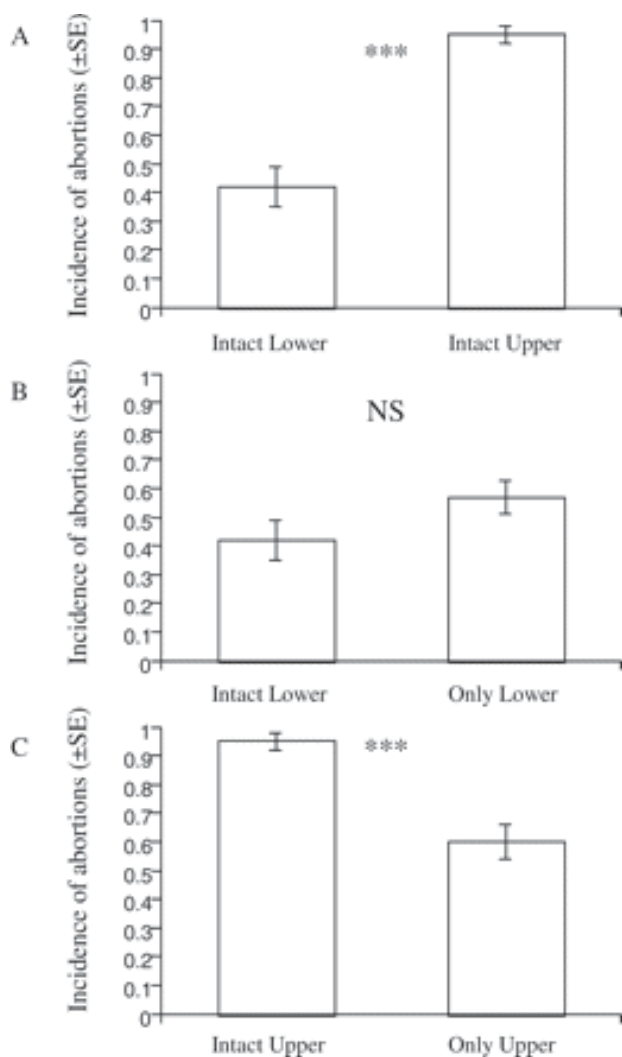 A
Incidence of abortions (±SE)
1
0.9
0.8
0.7
0.6
0.5
0.4
0.3
0.2
0.1
0
***
Intact Lower
Intact Upper
B
Incidence of abortions (±SE)
1
0.9
0.8
0.7
0.6
0.5
0.4
0.3
0.2
0.1
0
NS
Intact Lower
Only Lower
C
Incidence of abortions (±SE)
1
0.9
0.8
0.7
0.6
0.5
0.4
0.3
0.2
0.1
0
***
Intact Upper
Only Upper